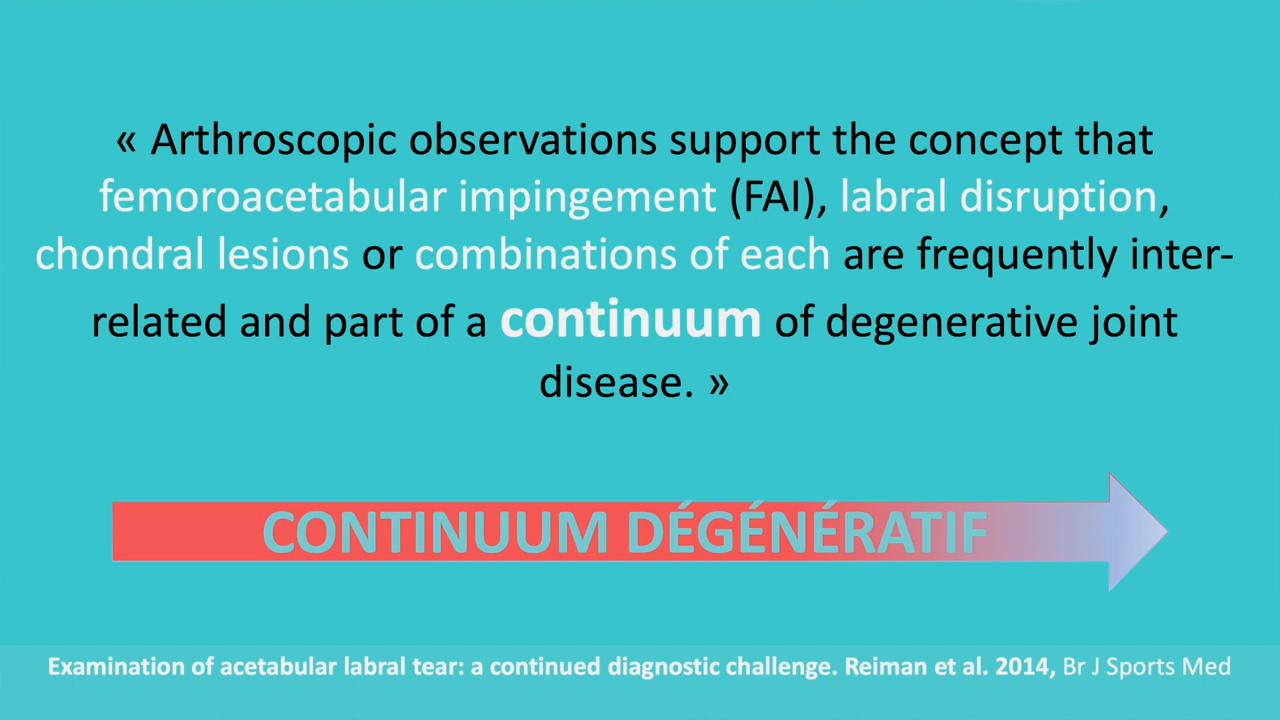 « Arthroscopic observations support the concept that
femoroacetabular impingement (FAI), labral disruption,
chondral lesions or combinations of each are frequently inter-
related and part of a continuum of degenerative joint
disease. »
CONTINUUM DÉGÉNÉRATIF
Examination of acetabular labral tear: a continued diagnostic challenge. Reiman et al. 2014, Br J Sports Med